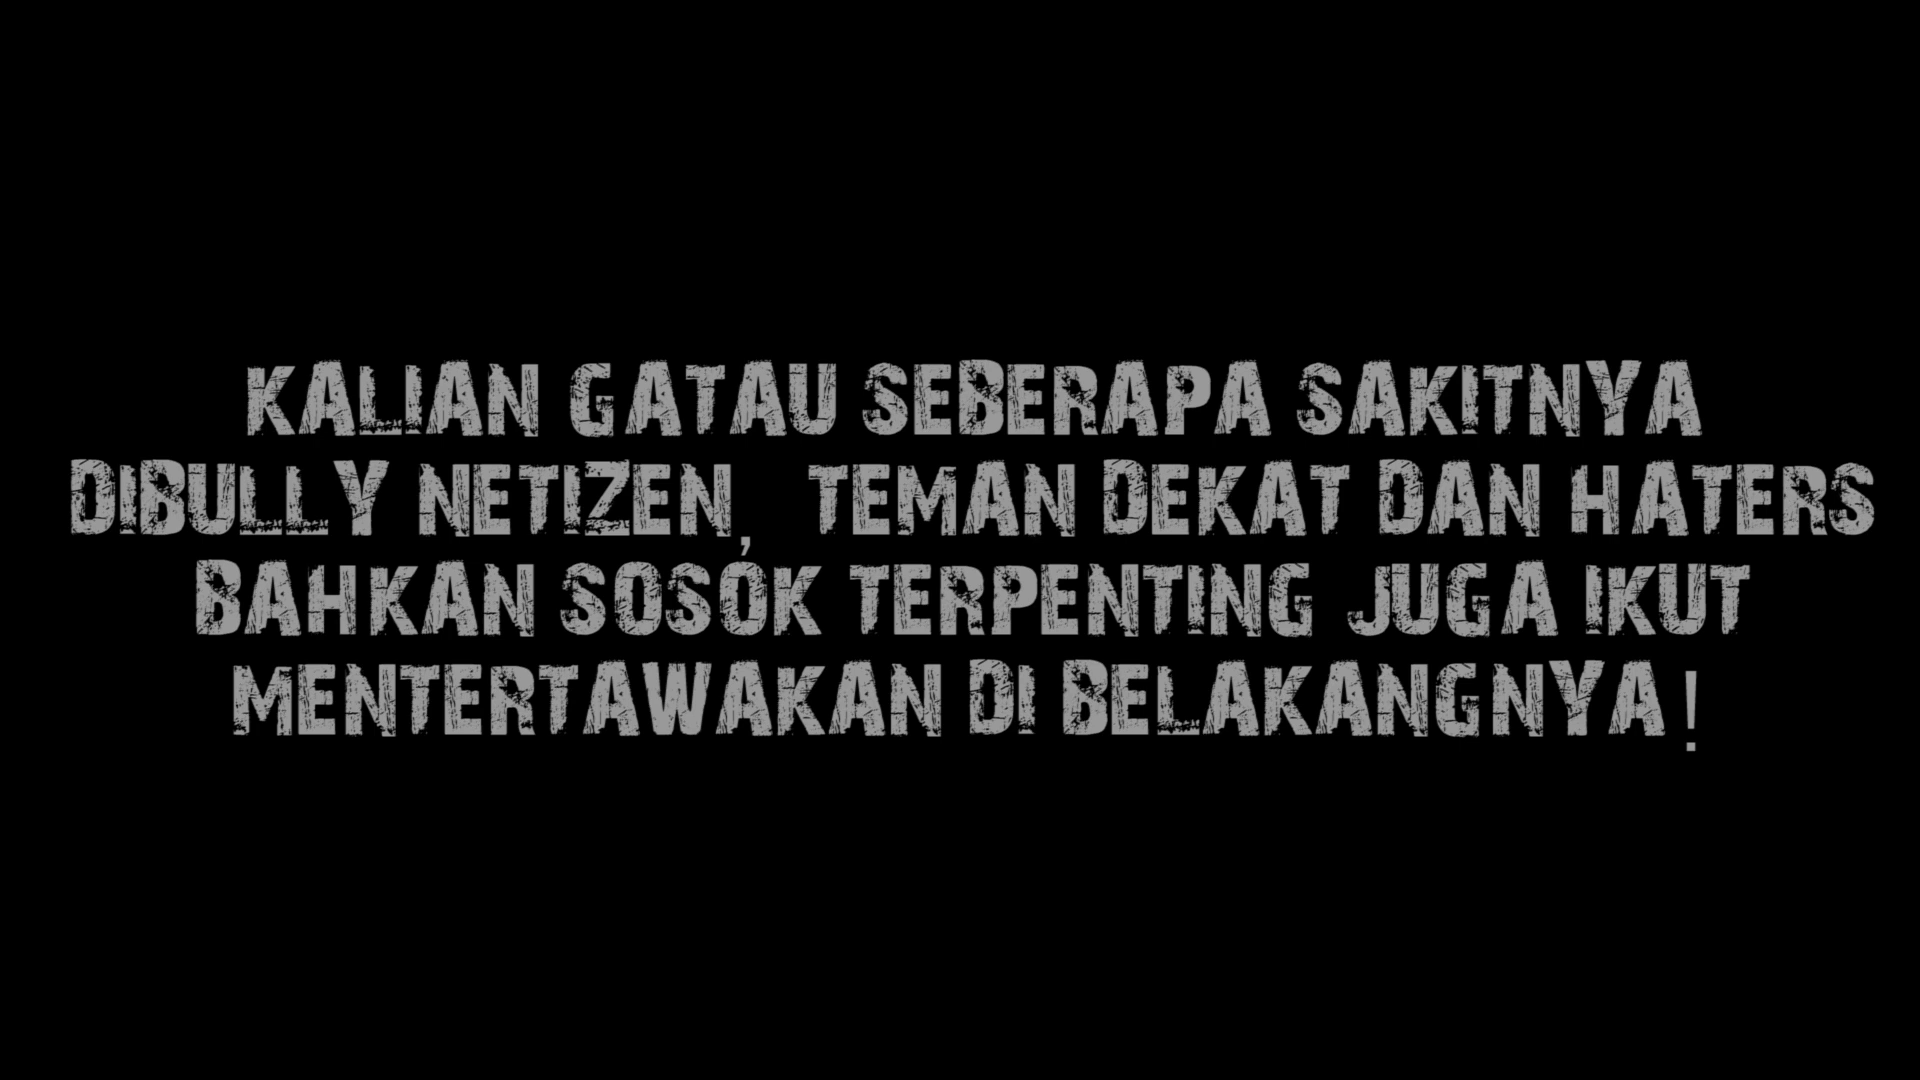 KALIAN GATAU SEBERAPA SAKITNYA
DIBULLY NETIZEN, TEMAN DEKAT DAN HATERS
BAHKAN SOSOK TERPENTING JUGA IKUT
MENTERTAWAKAN DI BELAKANGNYA!